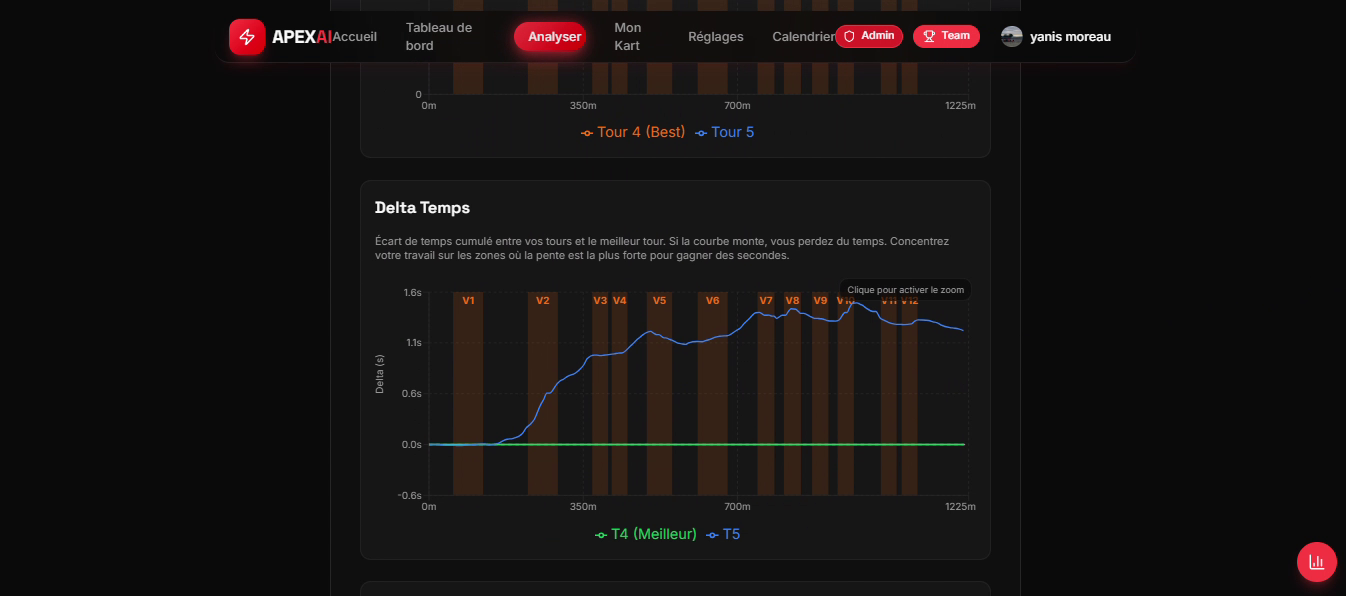 APEXAI
Accueil
Tableau de
bord
Analyser
Mon
Kart
Réglages
Calendrier
Admin
Team
yanis moreau
0
0m
350m
700m
1225m
Tour 4 (Best)
Tour 5
Delta Temps
Écart de temps cumulé entre vos tours et le meilleur tour. Si la courbe monte, vous perdez du temps. Concentrez
votre travail sur les zones où la pente est la plus forte pour gagner des secondes.
Clique pour activer le zoom
V1
V2
V3
V4
V5
V6
V7
V8
V9
V10
V11
V12
1.6s
1.1s
0.6s
0.0s
-0.6s
Delta (s)
0m
350m
700m
1225m
T4 (Meilleur)
T5